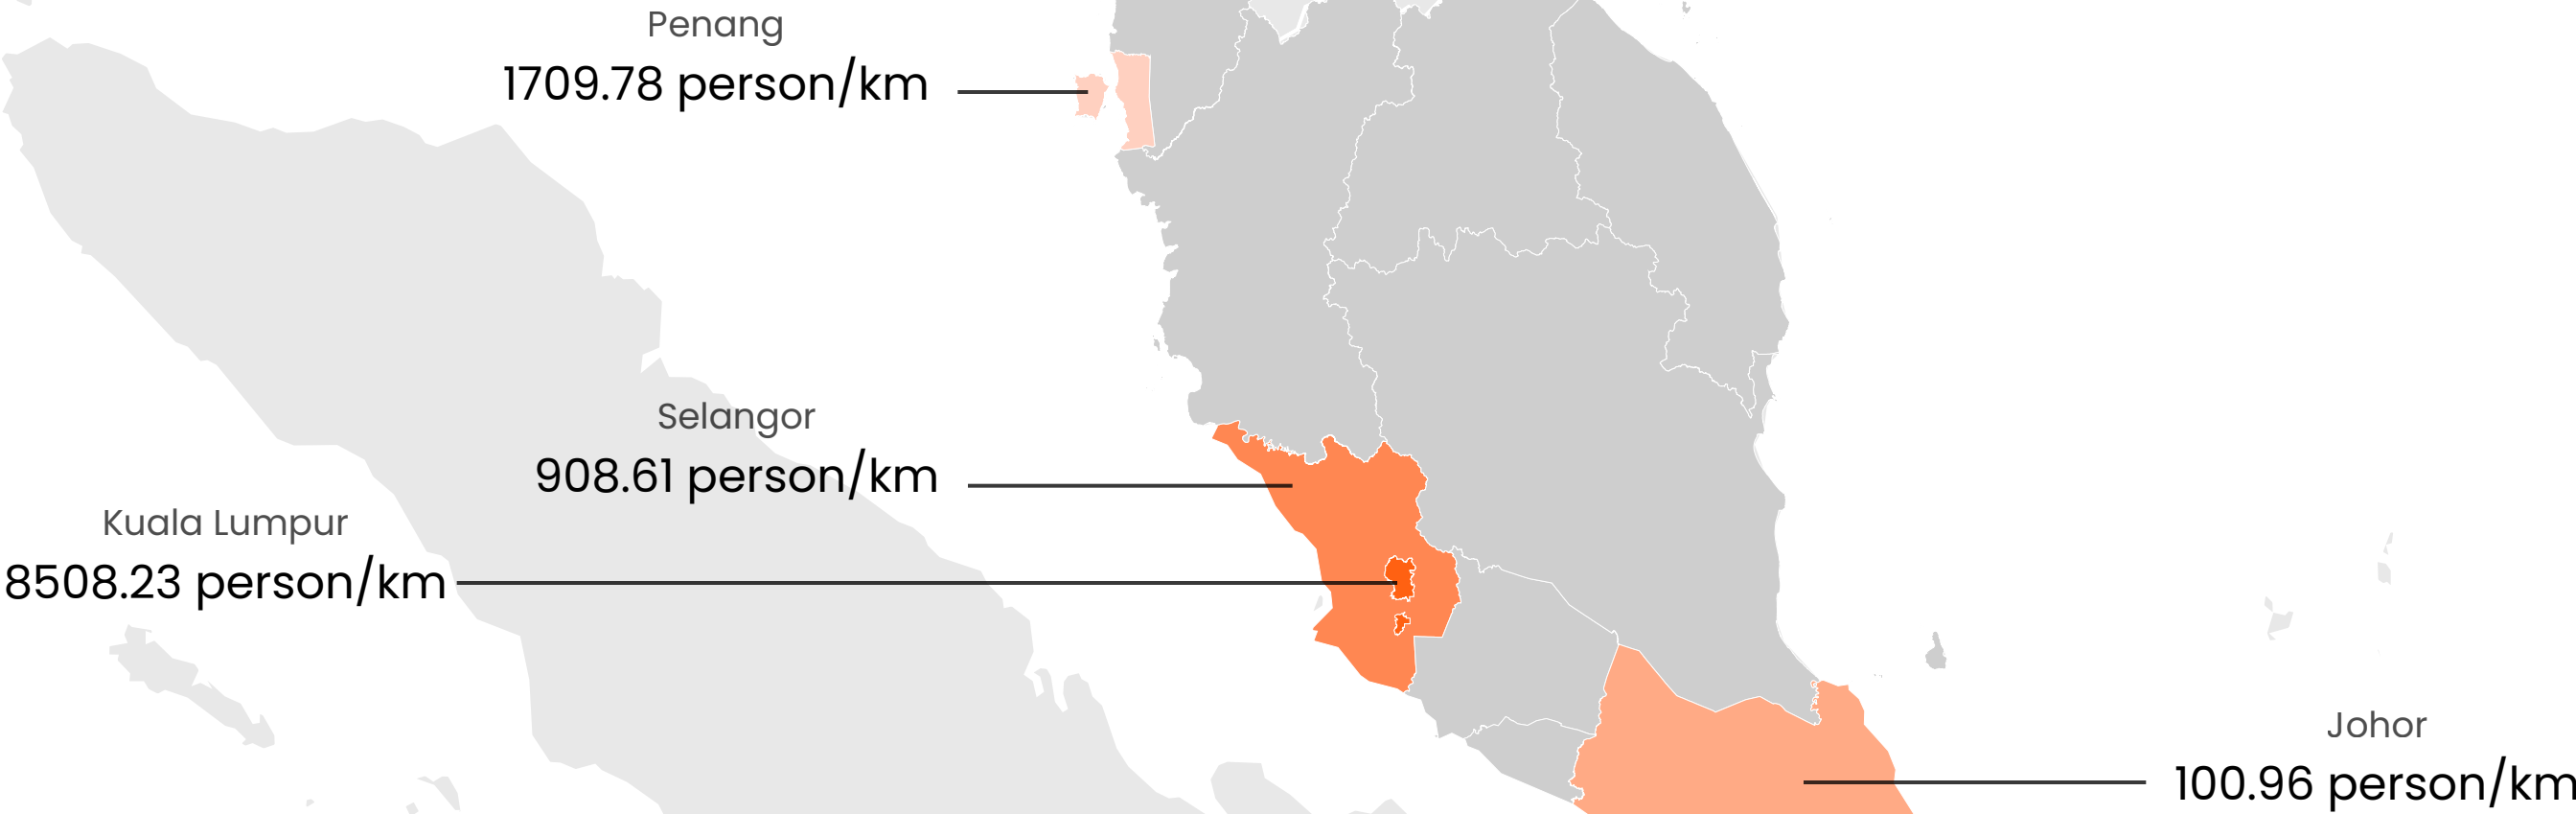 Penang
1709.78 person/km
Selangor
908.61 person/km
Kuala Lumpur
8508.23 person/km
Johor
100.96 person/km